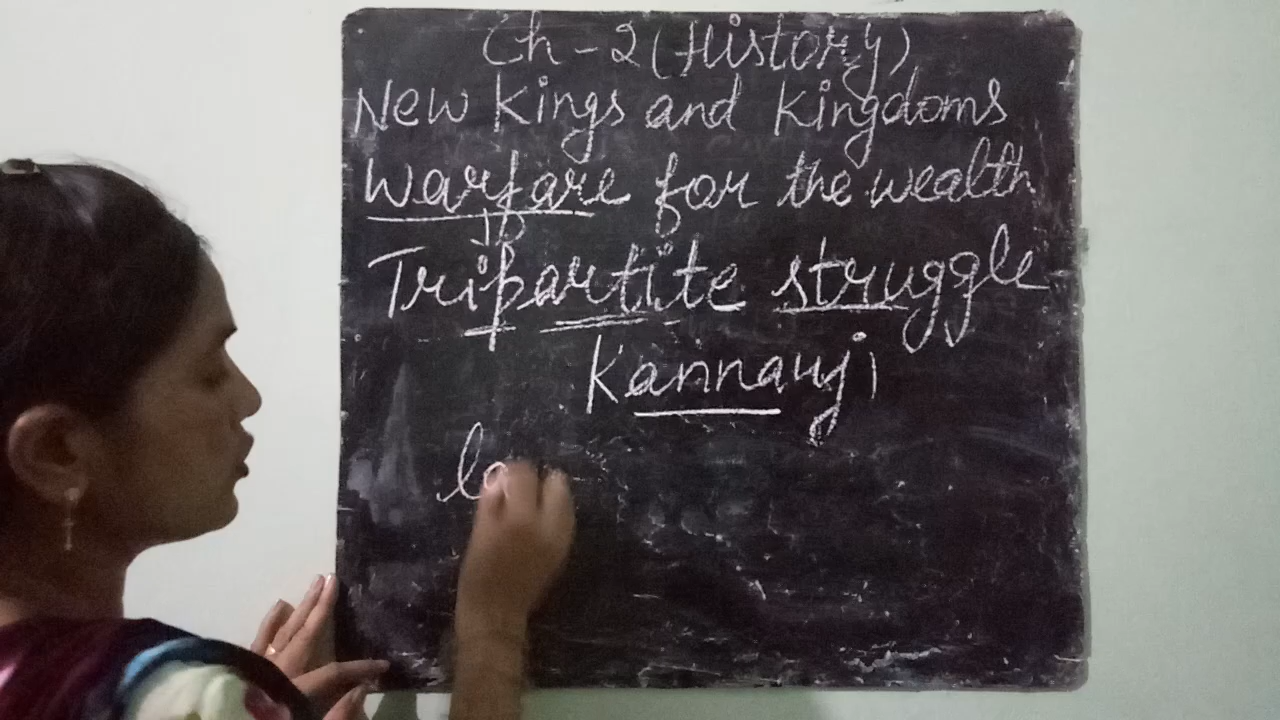 Ch-2 (History)
New Kings and Kingdoms
Warfare for the wealth
Tripartite struggle
Kannauj